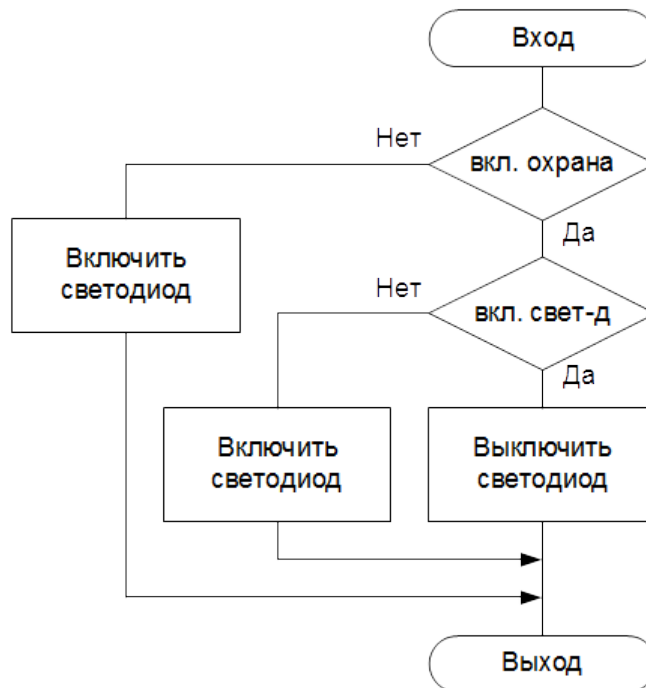 Вход
Нет
вкл. охрана
Да
Включить
светодиод
Нет
вкл. свет-д
Да
Включить
светодиод
Выключить
светодиод
Выход